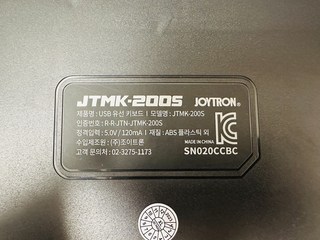 JTMK-200S JOYTRON®
제품명 : USB 유선 키보드 | 모델명 : JTMK-200S
인증번호 : R-R-JTN-JTMK-200S
정격입력 : 5.0V / 120mA | 재질 : ABS 플라스틱 외
수입제조원 : (주)조이트론
고객 문의처 : 02-3275-1173
MADE IN CHINA
SN020CCBC